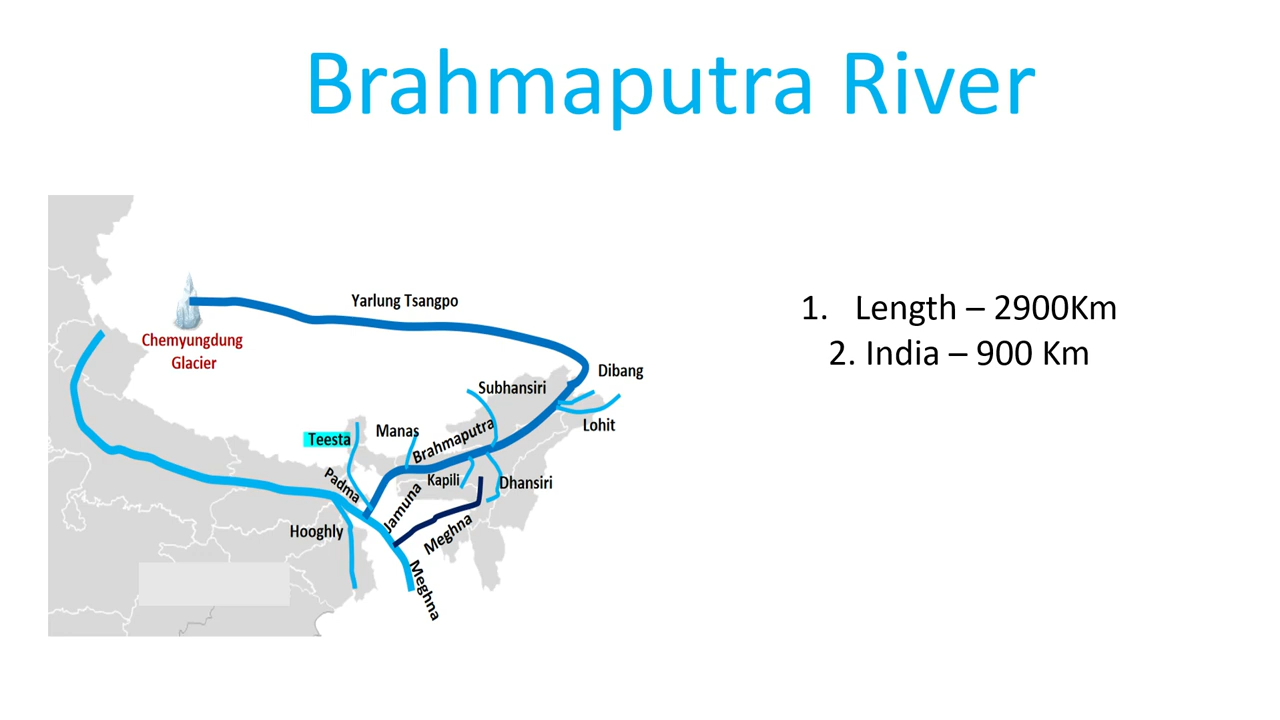 Brahmaputra River
Yarlung Tsangpo
Chemyungdung
Glacier
1. Length – 2900Km
2. India – 900 Km
Dibang
Subhansiri
Lohit
Teesta
Manas
Brahmaputra
Padma
Kapili
Dhansiri
Jamuna
Hooghly
Meghna
Meghna